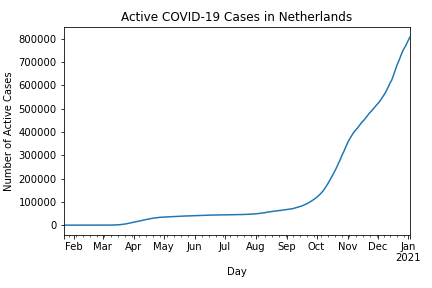 Active COVID-19 Cases in Netherlands
800000
700000
600000
500000
400000
300000
200000
100000
0
Number of Active Cases
Feb Mar Apr May Jun Jul Aug Sep Oct Nov Dec Jan
2021
Day